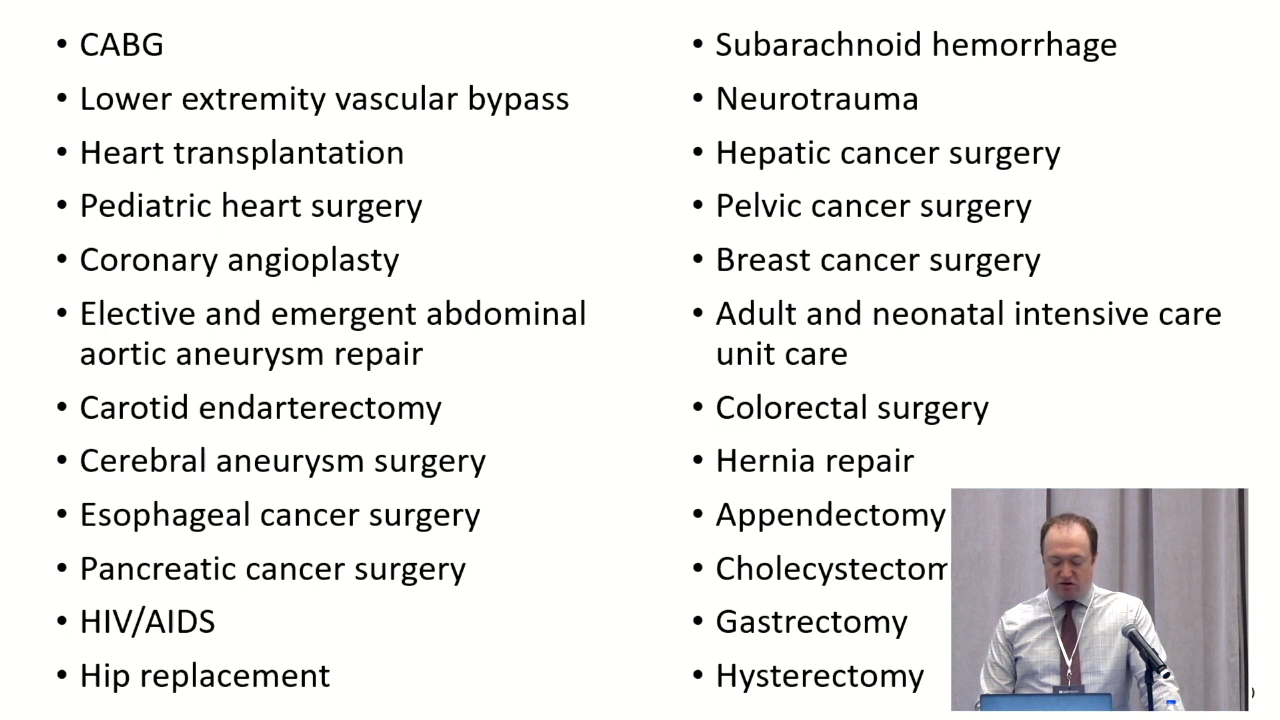 • CABG
• Lower extremity vascular bypass
• Heart transplantation
• Pediatric heart surgery
• Coronary angioplasty
• Elective and emergent abdominal
aortic aneurysm repair
• Carotid endarterectomy
• Cerebral aneurysm surgery
• Esophageal cancer surgery
• Pancreatic cancer surgery
• HIV/AIDS
• Hip replacement
• Subarachnoid hemorrhage
• Neurotrauma
• Hepatic cancer surgery
• Pelvic cancer surgery
• Breast cancer surgery
• Adult and neonatal intensive care
unit care
• Colorectal surgery
• Hernia repair
• Appendectomy
• Cholecystectom
• Gastrectomy
• Hysterectomy